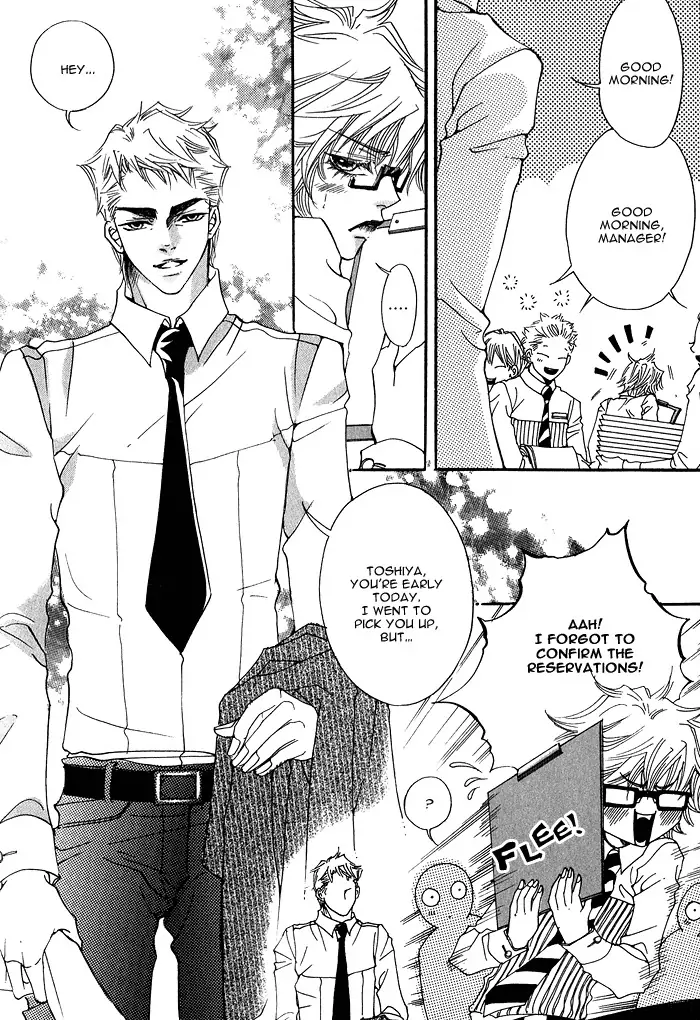 GOOD
MORNING!
GOOD
MORNING,
MANAGER!
.....
HEY...
TOSHIYA,
YOU'RE EARLY
TODAY.
I WENT TO
PICK YOU UP,
BUT...
AAH!
I FORGOT TO
CONFIRM THE
RESERVATIONS!
?
FLEE!